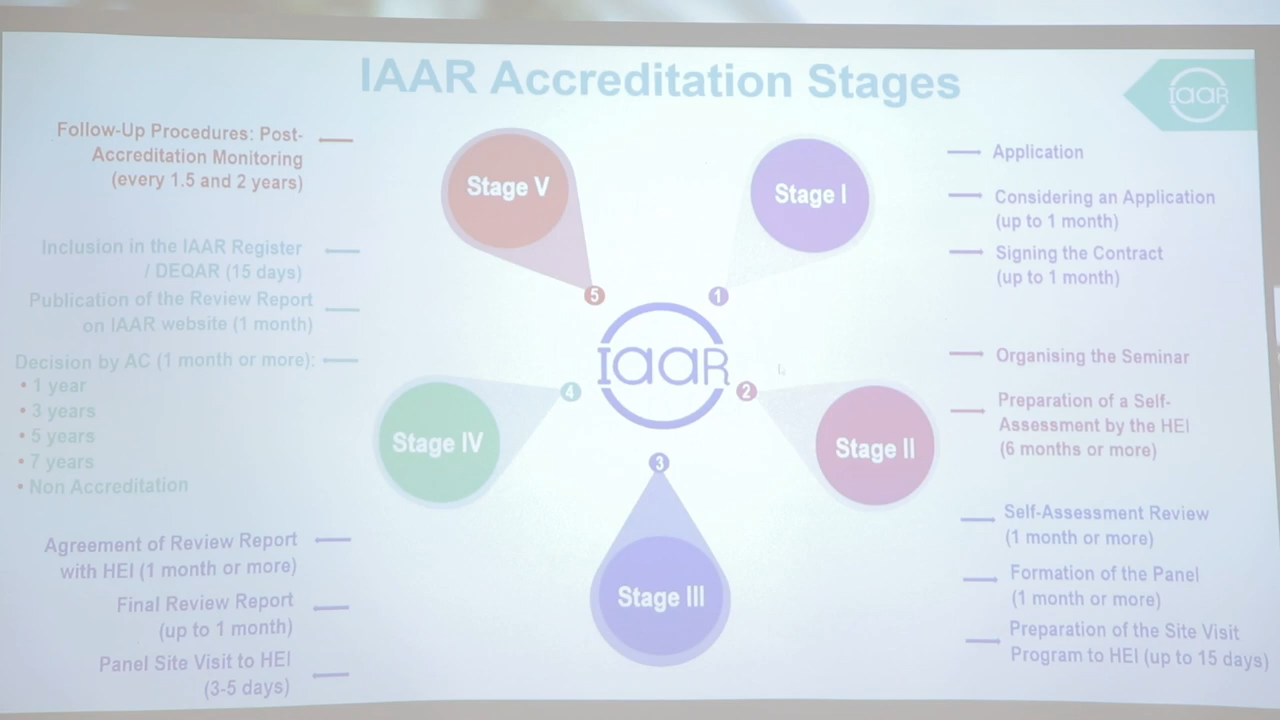 IAAR Accreditation Stages
IaaR
Stage I
Application
Considering an Application
(up to 1 month)
Signing the Contract
(up to 1 month)
Stage II
Organising the Seminar
Preparation of a Self-
Assessment by the HEI
(6 months or more)
Stage III
Self-Assessment Review
(1 month or more)
Formation of the Panel
(1 month or more)
Preparation of the Site Visit
Program to HEI (up to 15 days)
Panel Site Visit to HEI
(3-5 days)
Final Review Report
(up to 1 month)
Agreement of Review Report
with HEI (1 month or more)
Stage IV
Decision by AC (1 month or more):
• 1 year
• 3 years
• 5 years
• 7 years
• Non Accreditation
Publication of the Review Report
on IAAR website (1 month)
Inclusion in the IAAR Register
/ DEQAR (15 days)
Stage V
Follow-Up Procedures: Post-
Accreditation Monitoring
(every 1.5 and 2 years)
1
2
3
4
5
IaaR